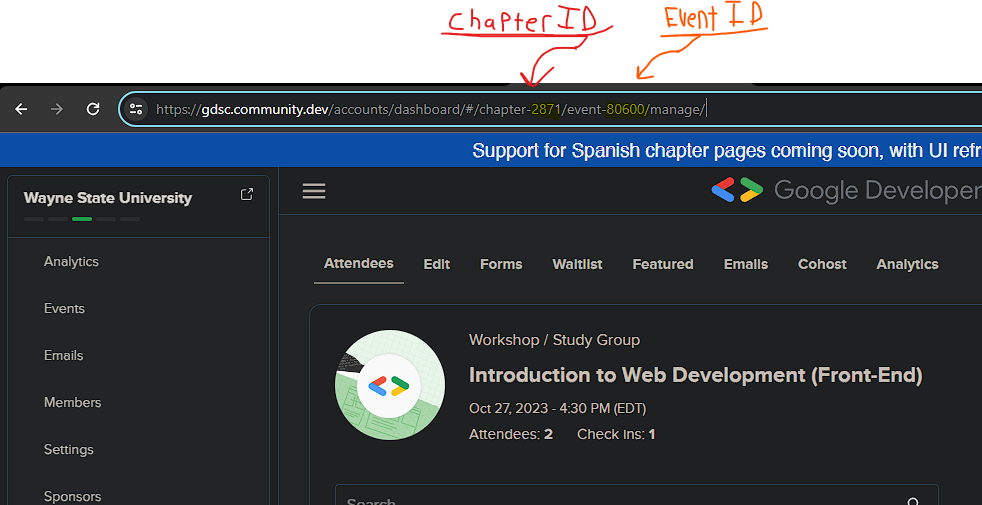 Chapter ID
Event ID
https://gdsc.community.dev/accounts/dashboard/#/chapter-2871/event-80600/manage/
Support for Spanish chapter pages coming soon, with UI refr
Wayne State University
Google Developer
Analytics
Events
Emails
Members
Settings
Sponsors
Attendees Edit Forms Waitlist Featured Emails Cohost Analytics
Workshop / Study Group
Introduction to Web Development (Front-End)
Oct 27, 2023 - 4:30 PM (EDT)
Attendees: 2 Check Ins: 1
Search